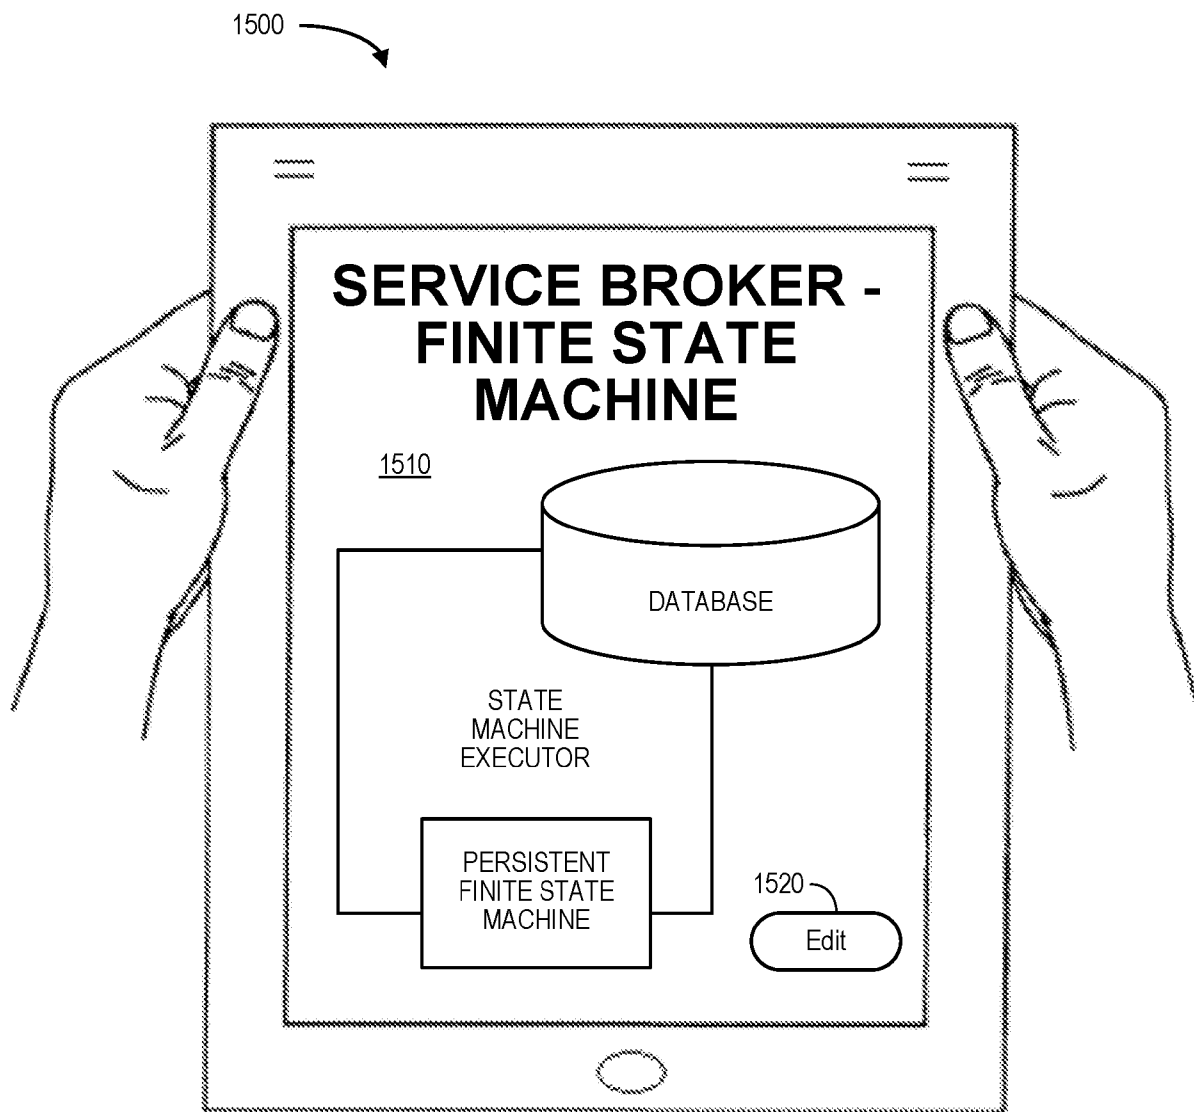 1500
SERVICE BROKER -
FINITE STATE
MACHINE
1510
DATABASE
STATE
MACHINE
EXECUTOR
PERSISTENT
FINITE STATE
MACHINE
1520
Edit